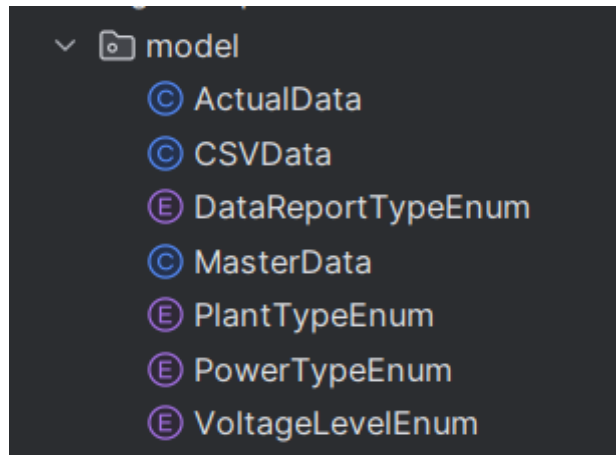 model
C ActualData
C CSVData
E DataReportTypeEnum
C MasterData
E PlantTypeEnum
E PowerTypeEnum
E VoltageLevelEnum